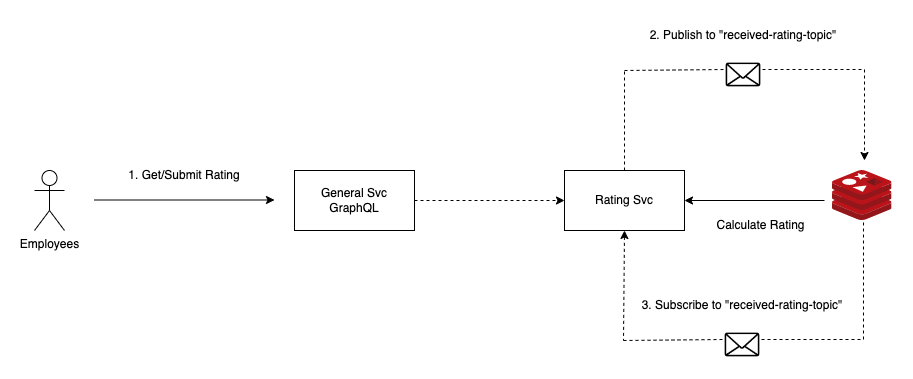 2. Publish to "received-rating-topic"
1. Get/Submit Rating
General Svc
GraphQL
Rating Svc
Calculate Rating
Employees
3. Subscribe to "received-rating-topic"